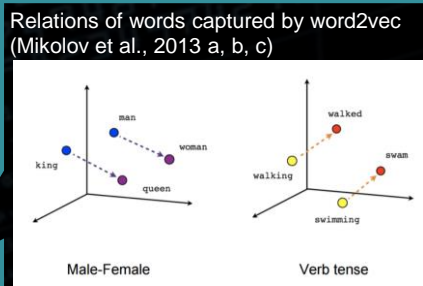 Relations of words captured by word2vec
(Mikolov et al., 2013 a, b, c)
man
woman
king
queen
walked
swam
walking
swimming
Male-Female
Verb tense